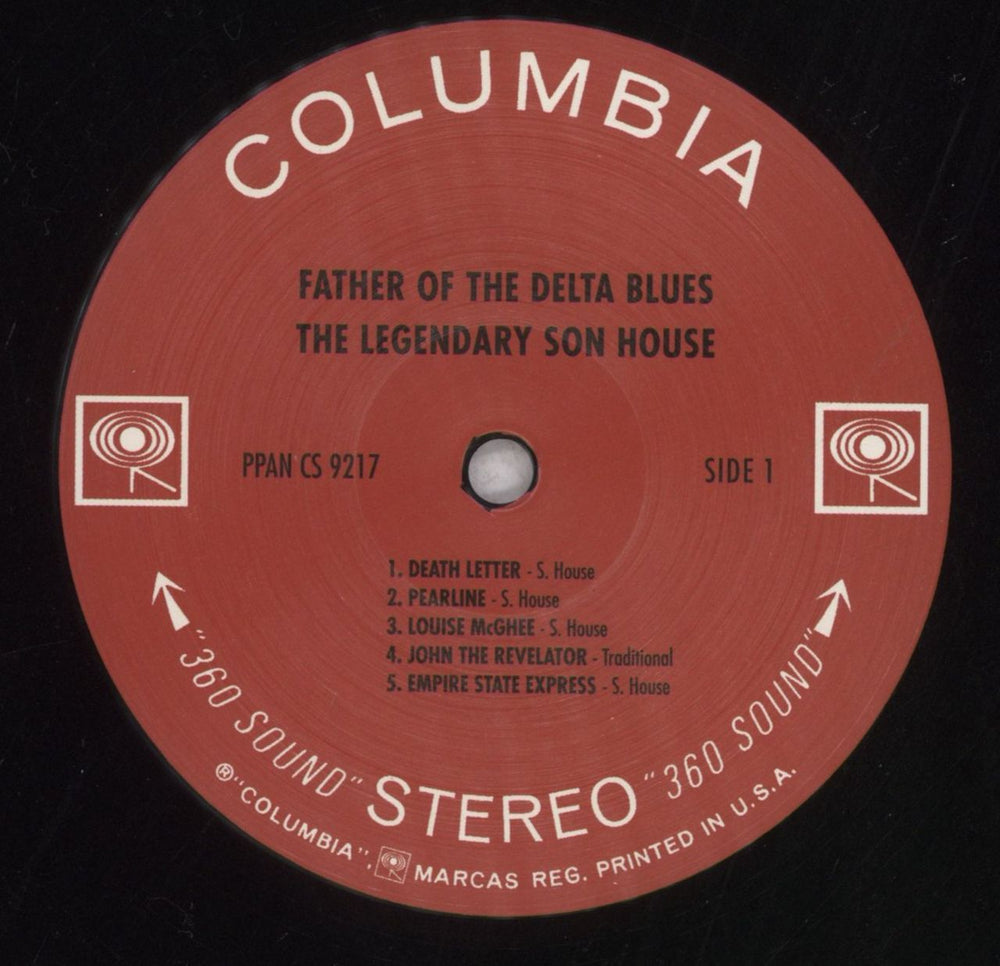 COLUMBIA
FATHER OF THE DELTA BLUES
THE LEGENDARY SON HOUSE
PPAN CS 9217
SIDE 1
1. DEATH LETTER - S. House
2. PEARLINE - S. House
3. LOUISE McGHEE - S. House
4. JOHN THE REVELATOR - Traditional
5. EMPIRE STATE EXPRESS - S. House
"360 SOUND" STEREO "360 SOUND"
®"COLUMBIA", MARCAS REG. PRINTED IN U.S.A.